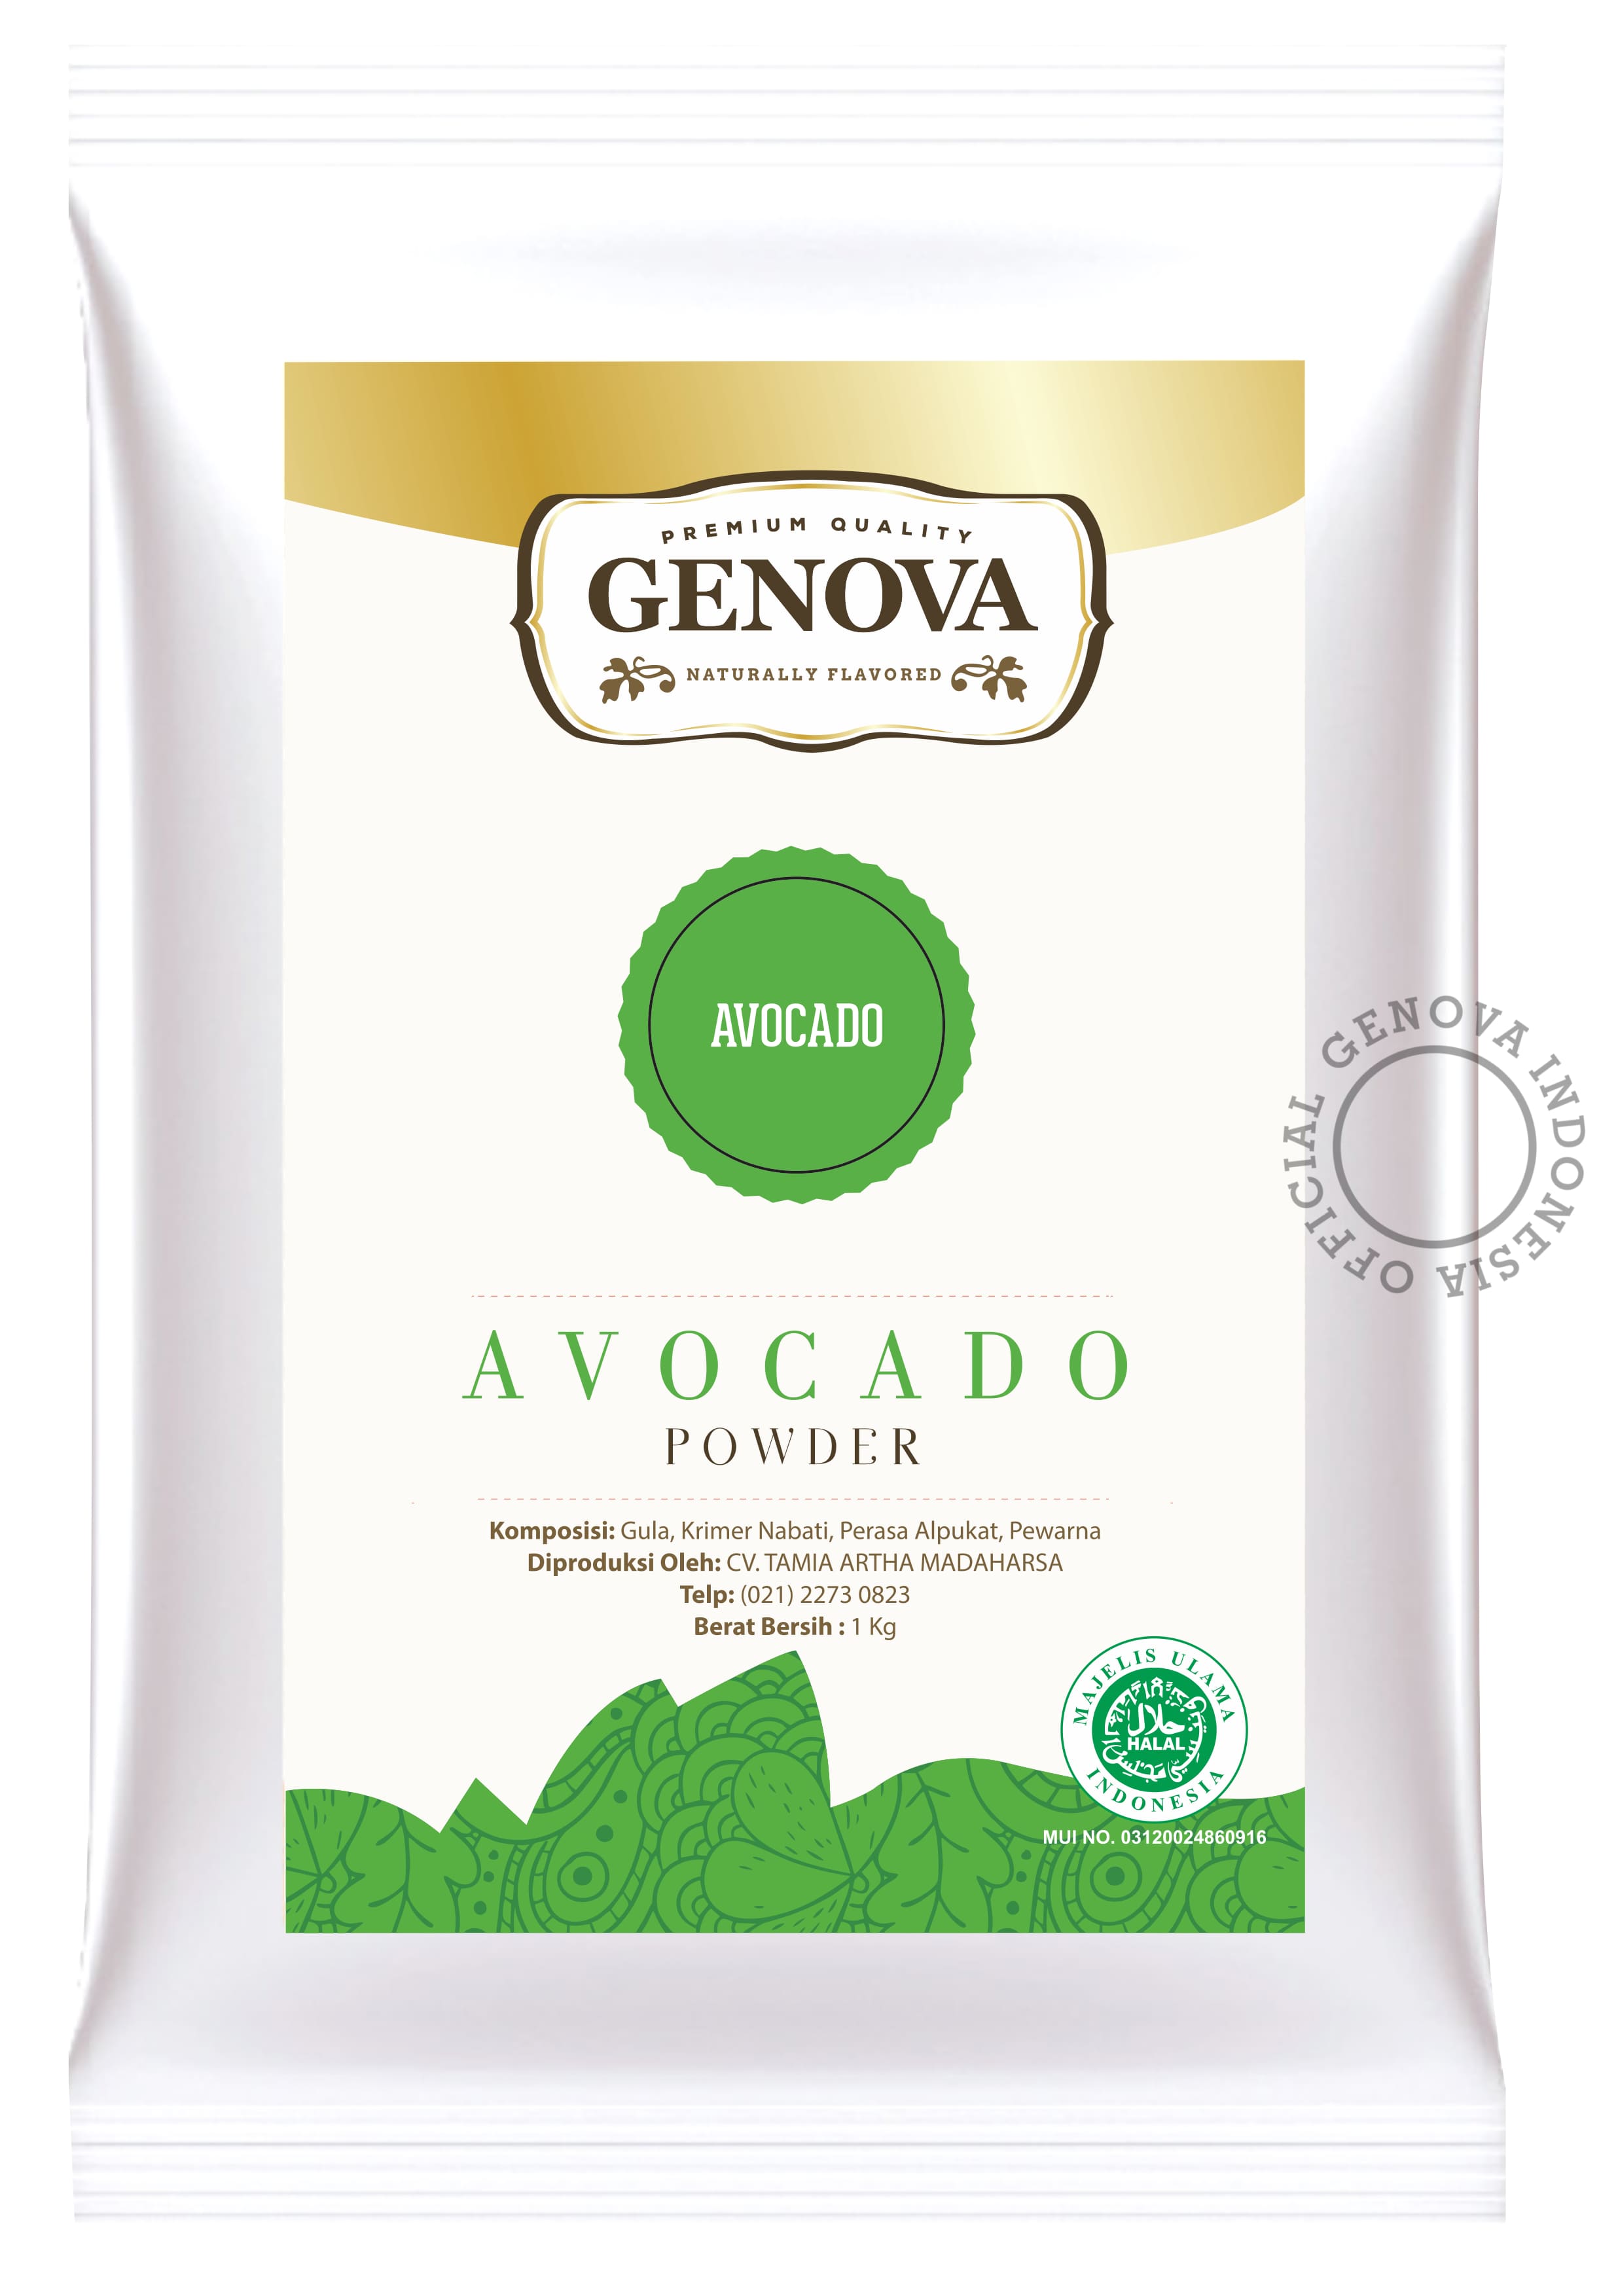 PREMIUM QUALITY
GENOVA
NATURALLY FLAVORED
AVOCADO
GENOVA INDONESIA OFFICIAL
AVOCADO
POWDER
Komposisi: Gula, Krimer Nabati, Perasa Alpukat, Pewarna
Diproduksi Oleh: CV. TAMIA ARTHA MADAHARSA
Telp: (021) 2273 0823
Berat Bersih : 1 Kg
MAJELIS ULAMA
حلال
HALAL
INDONESIA
MUI NO. 03120024860916